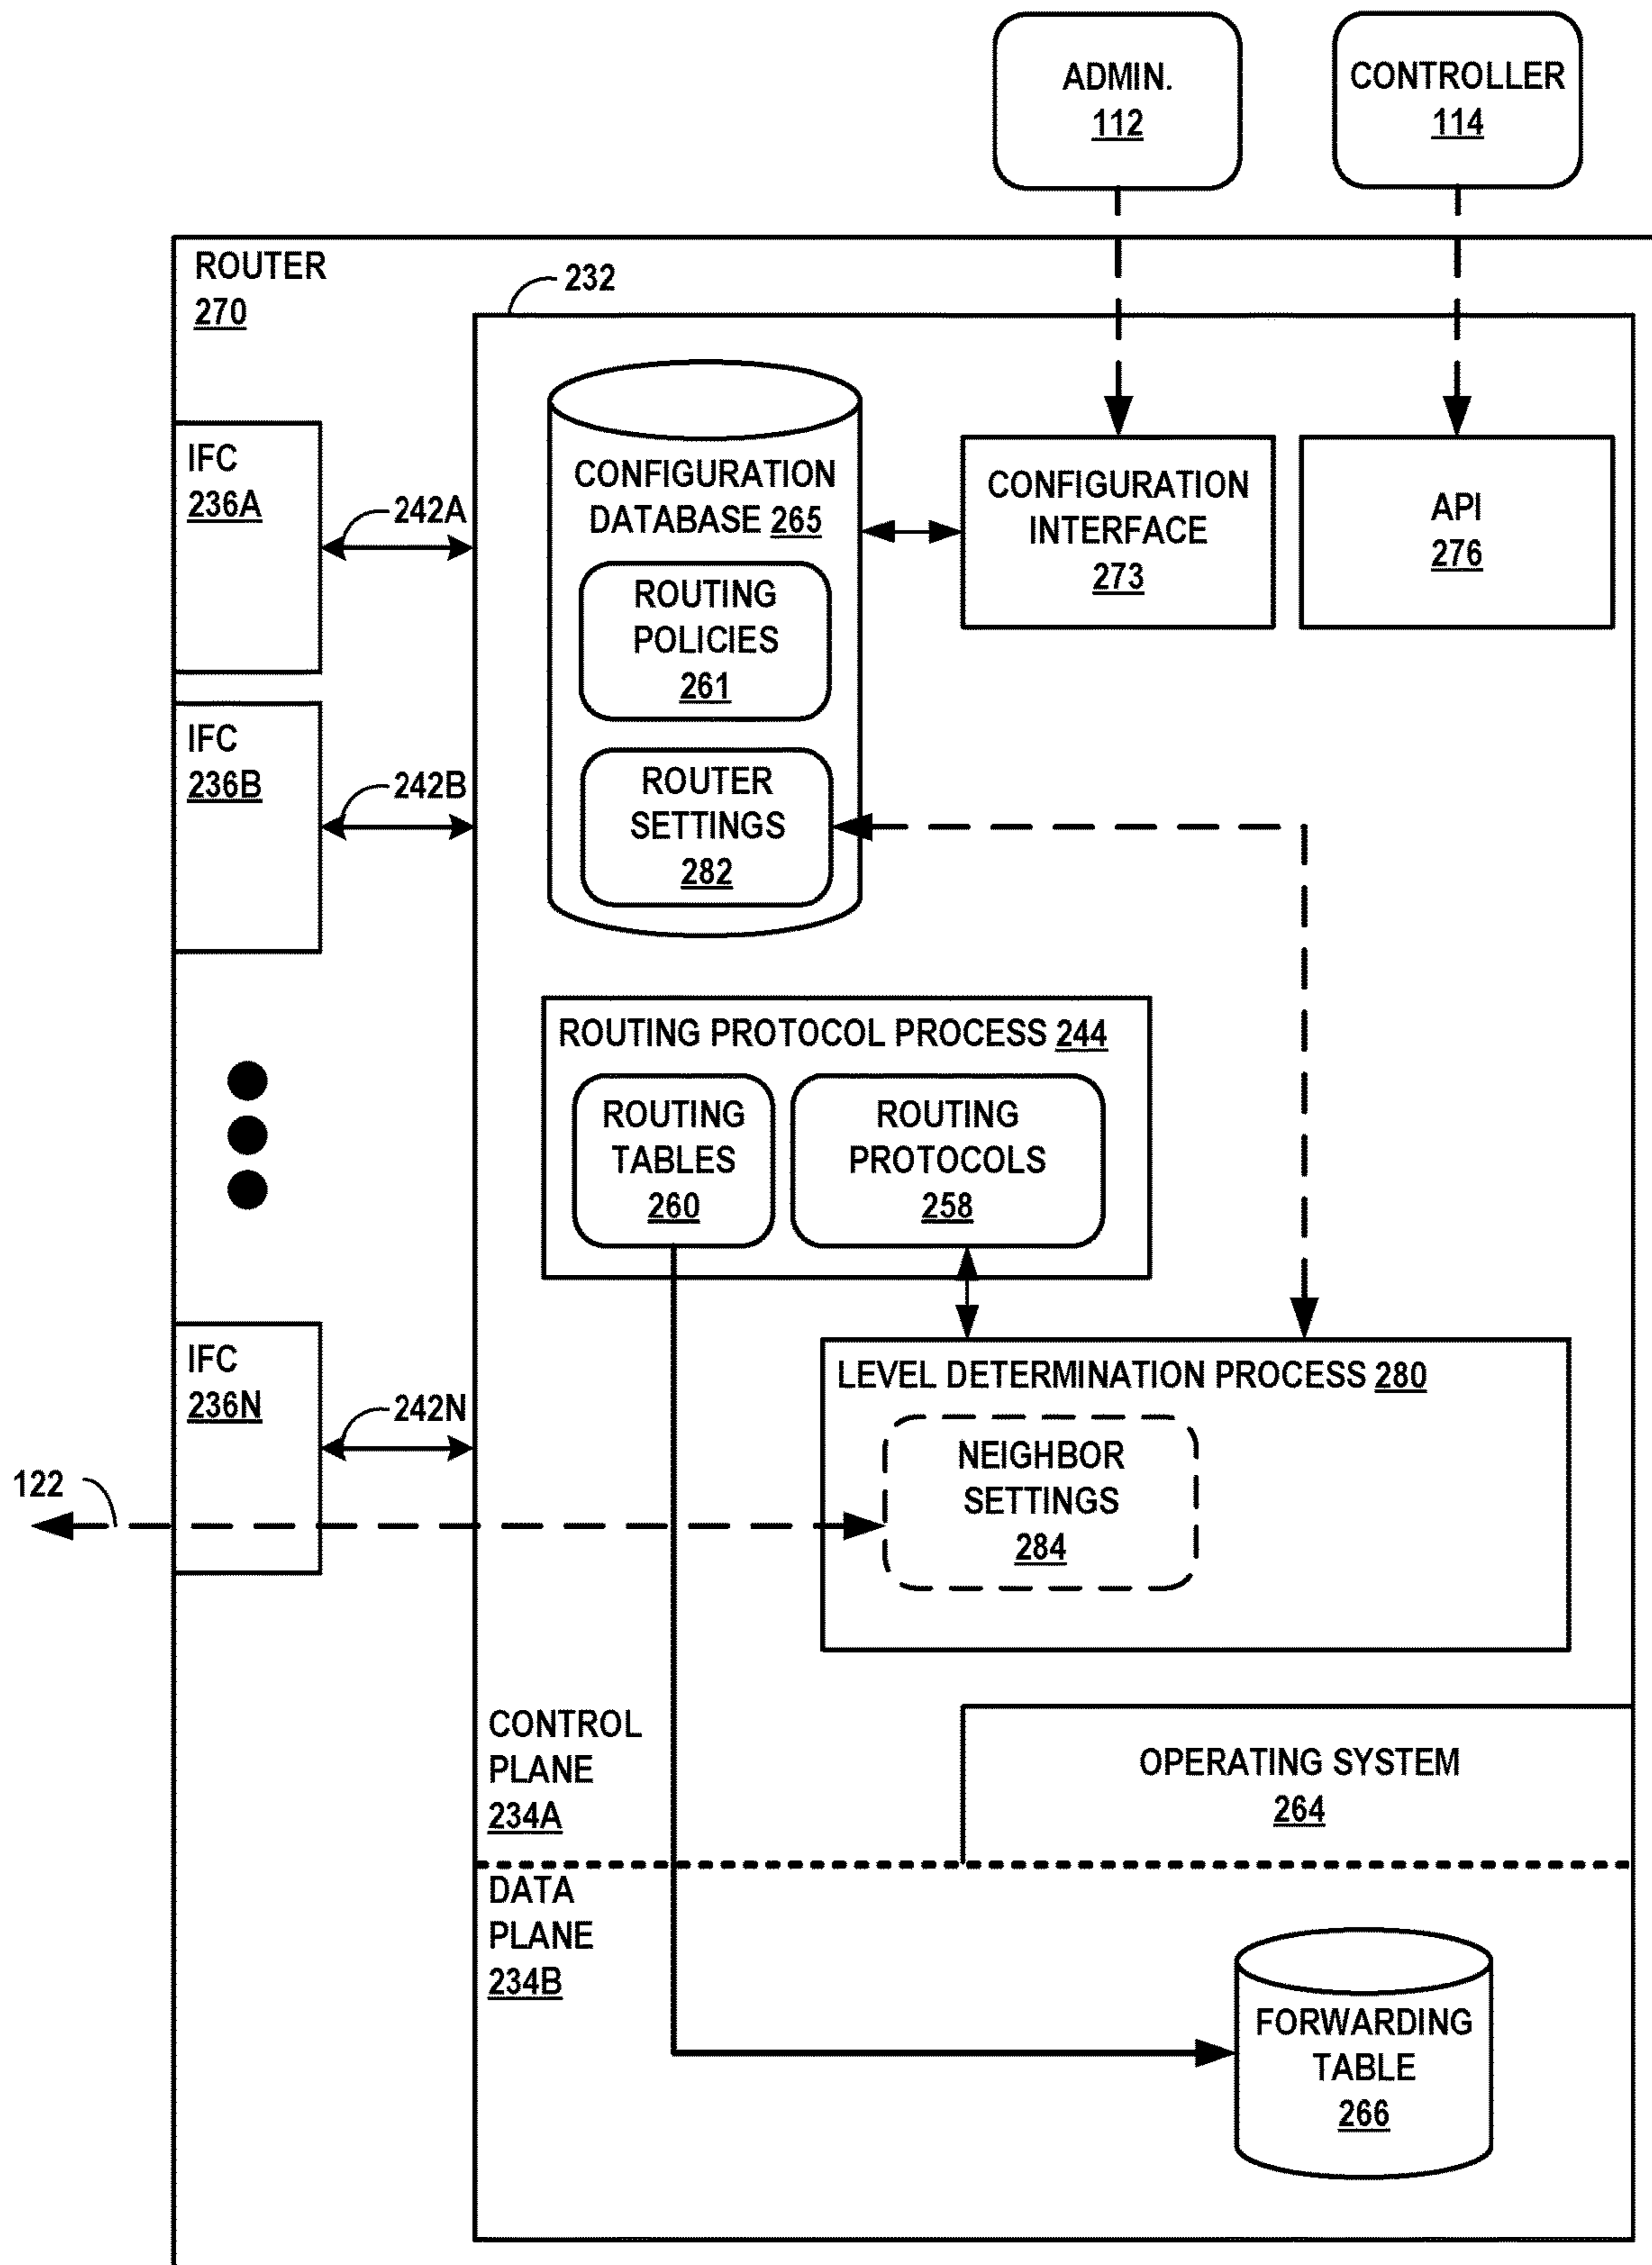 ADMIN.
112
CONTROLLER
114
ROUTER
270
232
IFC
236A
242A
CONFIGURATION
DATABASE 265
ROUTING
POLICIES
261
ROUTER
SETTINGS
282
CONFIGURATION
INTERFACE
273
API
276
IFC
236B
242B
ROUTING PROTOCOL PROCESS 244
ROUTING
TABLES
260
ROUTING
PROTOCOLS
258
IFC
236N
242N
122
LEVEL DETERMINATION PROCESS 280
NEIGHBOR
SETTINGS
284
CONTROL
PLANE
234A
OPERATING SYSTEM
264
DATA
PLANE
234B
FORWARDING
TABLE
266